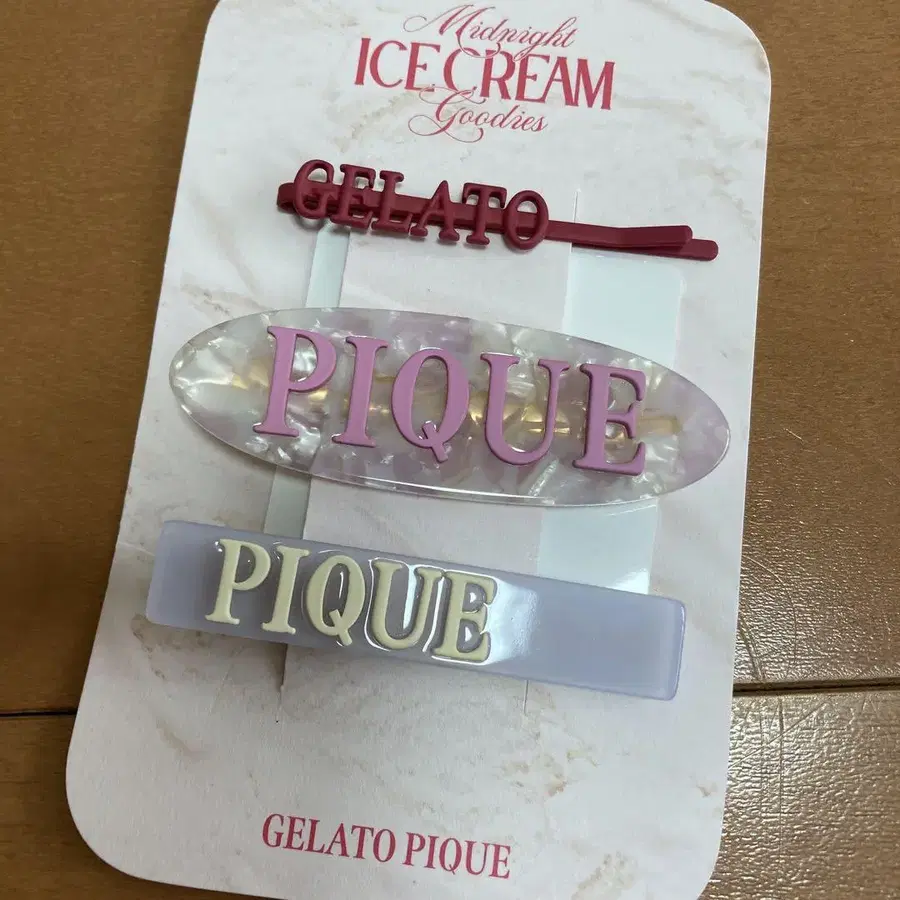 Midnight
ICE CREAM
Goodies
GELATO
PIQUE
PIQUE
GELATO PIQUE